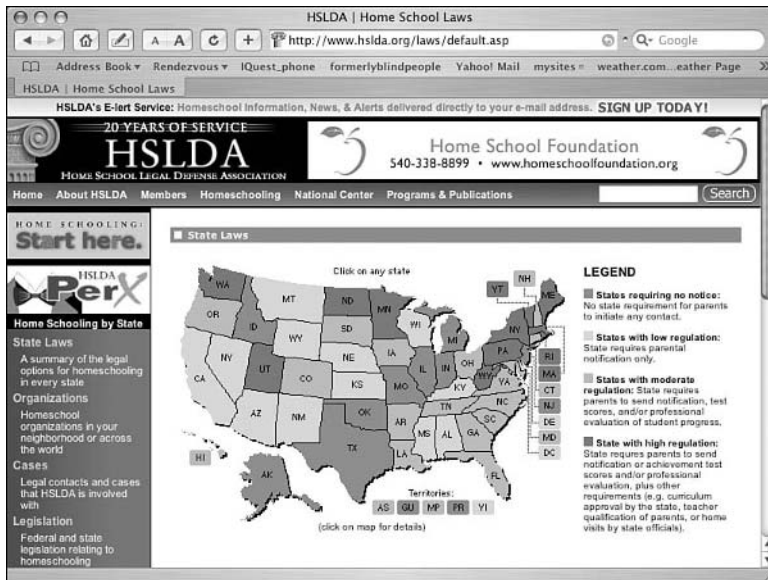 HSLDA | Home School Laws
A A C + http://www.hslda.org/laws/default.asp Google
Address Book Rendezvous IQuest_phone formerlyblindpeople Yahoo! Mail mysites weather.com...eather Page
HSLDA | Home School Laws
HSLDA's E-lert Service: Homeschool Information, News, & Alerts delivered directly to your e-mail address. SIGN UP TODAY!
20 YEARS OF SERVICE
HSLDA
HOME SCHOOL LEGAL DEFENSE ASSOCIATION
Home School Foundation
540-338-8899 • www.homeschoolfoundation.org
Home About HSLDA Members Homeschooling National Center Programs & Publications Search
HOME SCHOOLING:
Start here.
HSLDA
PerX
Home Schooling by State
State Laws
A summary of the legal
options for homeschooling
in every state
Organizations
Homeschool
organizations in your
neighborhood or across
the world
Cases
Legal contacts and cases
that HSLDA is involved
with
Legislation
Federal and state
legislation relating to
homeschooling
State Laws
Click on any state
WA MT ND MN WI MI VT NH ME
OR ID WY SD IA NY
NV UT CO NE IL IN OH PA
CA KS MO KY WV VA
AZ NM OK AR TN NC
TX LA MS AL GA SC
FL
AK
HI
RI
MA
CT
NJ
DE
MD
DC
Territories:
AS GU MP PR VI
(click on map for details)
LEGEND
States requiring no notice:
No state requirement for parents
to initiate any contact.
States with low regulation:
State requires parental
notification only.
States with moderate
regulation: State requires
parents to send notification, test
scores, and/or professional
evaluation of student progress.
State with high regulation:
State requres parents to send
notification or achievement test
scores and/or professional
evaluation, plus other
requirements (e.g. curriculum
approval by the state, teacher
qualification of parents, or home
visits by state officials).